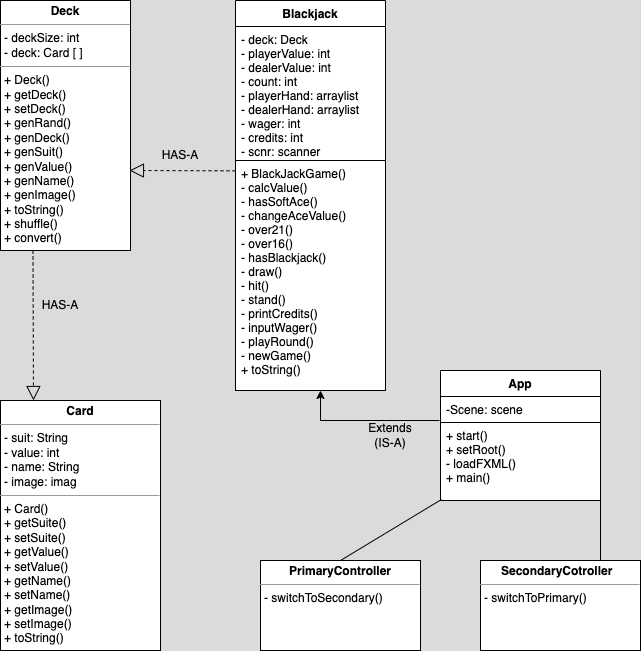 Deck
- deckSize: int
- deck: Card [ ]
+ Deck()
+ getDeck()
+ setDeck()
+ genRand()
+ genDeck()
+ genSuit()
+ genValue()
+ genName()
+ genImage()
+ toString()
+ shuffle()
+ convert()
HAS-A
Blackjack
- deck: Deck
- playerValue: int
- dealerValue: int
- count: int
- playerHand: arraylist
- dealerHand: arraylist
- wager: int
- credits: int
- scnr: scanner
+ BlackJackGame()
- calcValue()
- hasSoftAce()
- changeAceValue()
- over21()
- over16()
- hasBlackjack()
- draw()
- hit()
- stand()
- printCredits()
- inputWager()
- playRound()
- newGame()
+ toString()
HAS-A
Card
- suit: String
- value: int
- name: String
- image: imag
+ Card()
+ getSuite()
+ setSuite()
+ getValue()
+ setValue()
+ getName()
+ setName()
+ getImage()
+ setImage()
+ toString()
Extends
(IS-A)
App
-Scene: scene
+ start()
+ setRoot()
- loadFXML()
+ main()
PrimaryController
- switchToSecondary()
SecondaryCotroller
- switchToPrimary()